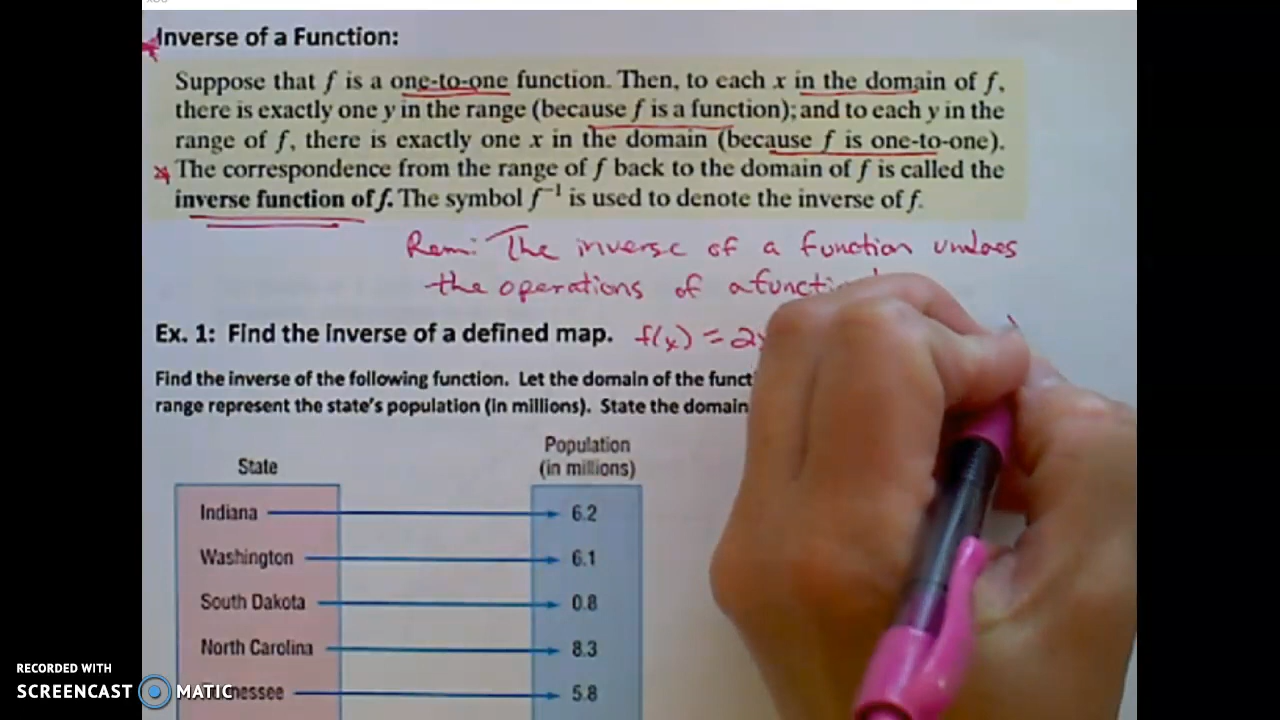 Inverse of a Function:
Suppose that f is a one-to-one function. Then, to each x in the domain of f,
there is exactly one y in the range (because f is a function); and to each y in the
range of f, there is exactly one x in the domain (because f is one-to-one).
The correspondence from the range of f back to the domain of f is called the
inverse function of f. The symbol f⁻¹ is used to denote the inverse of f.
Rem: The inverse of a function undoes
the operations of a functi
Ex. 1: Find the inverse of a defined map. f(x) = 2x
Find the inverse of the following function. Let the domain of the funct
range represent the state's population (in millions). State the domain
Population
State (in millions)
Indiana 6.2
Washington 6.1
South Dakota 0.8
North Carolina 8.3
nessee 5.8
RECORDED WITH
SCREENCAST MATIC